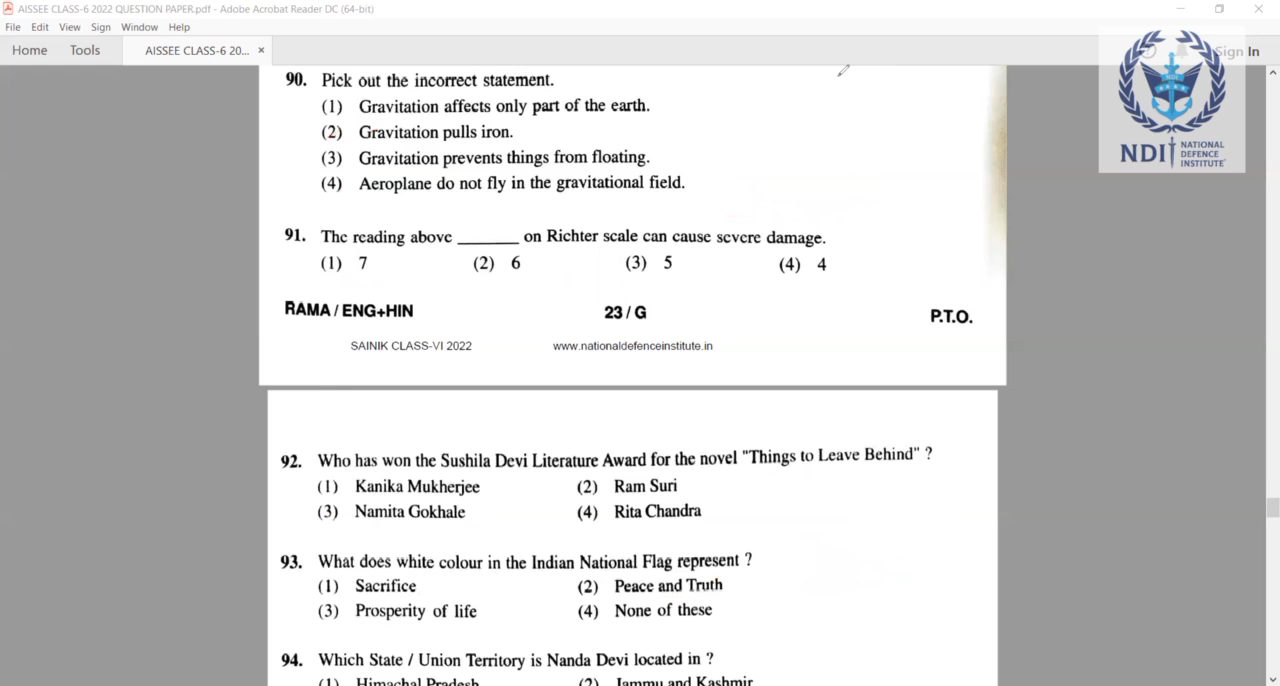 AISSEE CLASS-6 2022 QUESTION PAPER.pdf - Adobe Acrobat Reader DC (64-bit)
File Edit View Sign Window Help
Home Tools AISSEE CLASS-6 20... × Sign In
NDI NATIONAL DEFENCE INSTITUTE
90. Pick out the incorrect statement.
(1) Gravitation affects only part of the earth.
(2) Gravitation pulls iron.
(3) Gravitation prevents things from floating.
(4) Aeroplane do not fly in the gravitational field.
91. The reading above ______ on Richter scale can cause severe damage.
(1) 7 (2) 6 (3) 5 (4) 4
RAMA / ENG+HIN 23 / G P.T.O.
SAINIK CLASS-VI 2022 www.nationaldefenceinstitute.in
92. Who has won the Sushila Devi Literature Award for the novel "Things to Leave Behind" ?
(1) Kanika Mukherjee (2) Ram Suri
(3) Namita Gokhale (4) Rita Chandra
93. What does white colour in the Indian National Flag represent ?
(1) Sacrifice (2) Peace and Truth
(3) Prosperity of life (4) None of these
94. Which State / Union Territory is Nanda Devi located in ?
(1) Himachal Pradesh (2) Jammu and Kashmir